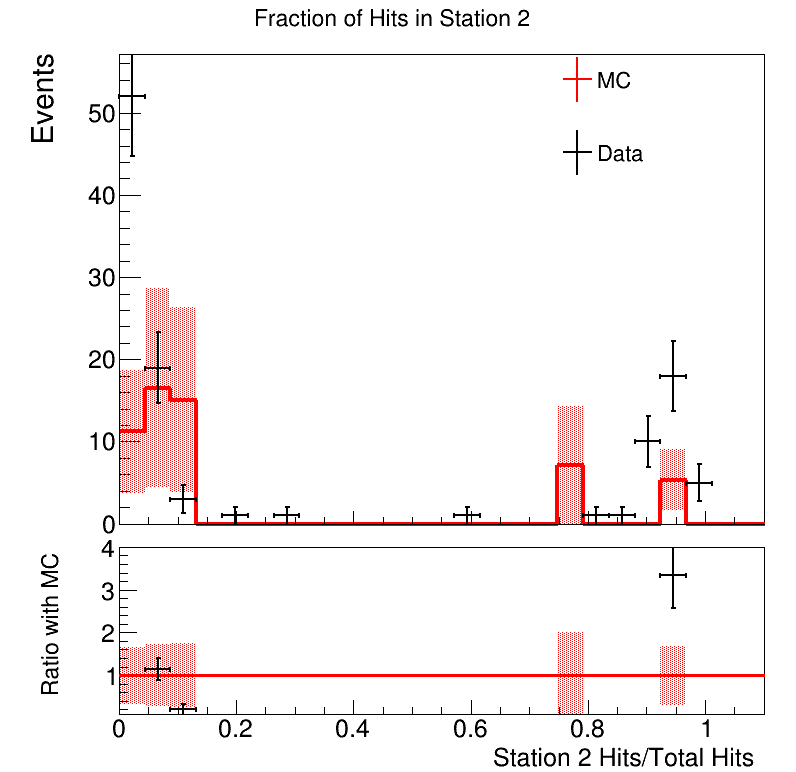 Fraction of Hits in Station 2
Events
MC
Data
50
40
30
20
10
0
Ratio with MC
4
3
2
1
0 0.2 0.4 0.6 0.8 1
Station 2 Hits/Total Hits